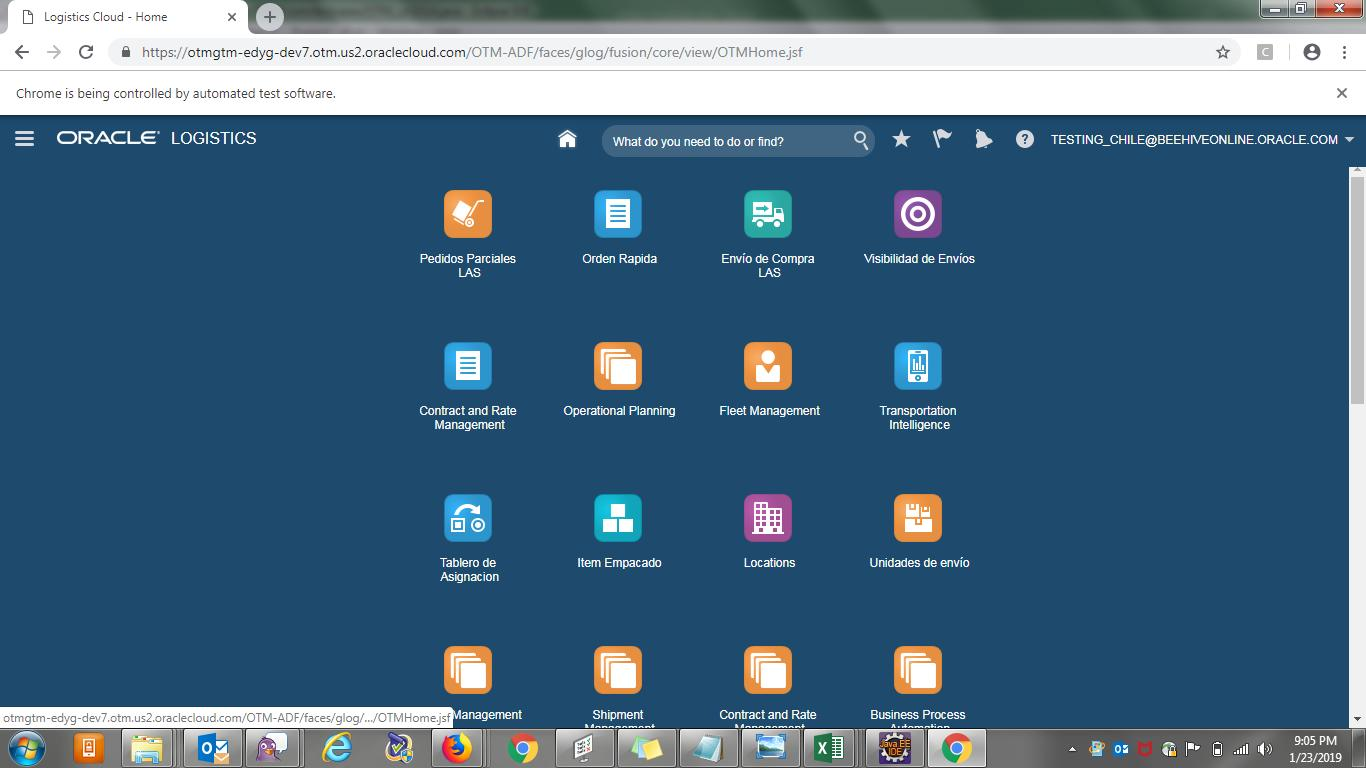 Logistics Cloud - Home
https://otmgtm-edyg-dev7.otm.us2.oraclecloud.com/OTM-ADF/faces/glog/fusion/core/view/OTMHome.jsf
Chrome is being controlled by automated test software.
ORACLE LOGISTICS
What do you need to do or find?
TESTING_CHILE@BEEHIVEONLINE.ORACLE.COM
Pedidos Parciales
LAS
Orden Rapida
Envío de Compra
LAS
Visibilidad de Envíos
Contract and Rate
Management
Operational Planning
Fleet Management
Transportation
Intelligence
Tablero de
Asignacion
Item Empacado
Locations
Unidades de envío
Management
Shipment
Management
Contract and Rate
Management
Business Process
Automation
otmgtm-edyg-dev7.otm.us2.oraclecloud.com/OTM-ADF/faces/glog/.../OTMHome.jsf
Java EE
IDE
9:05 PM
1/23/2019